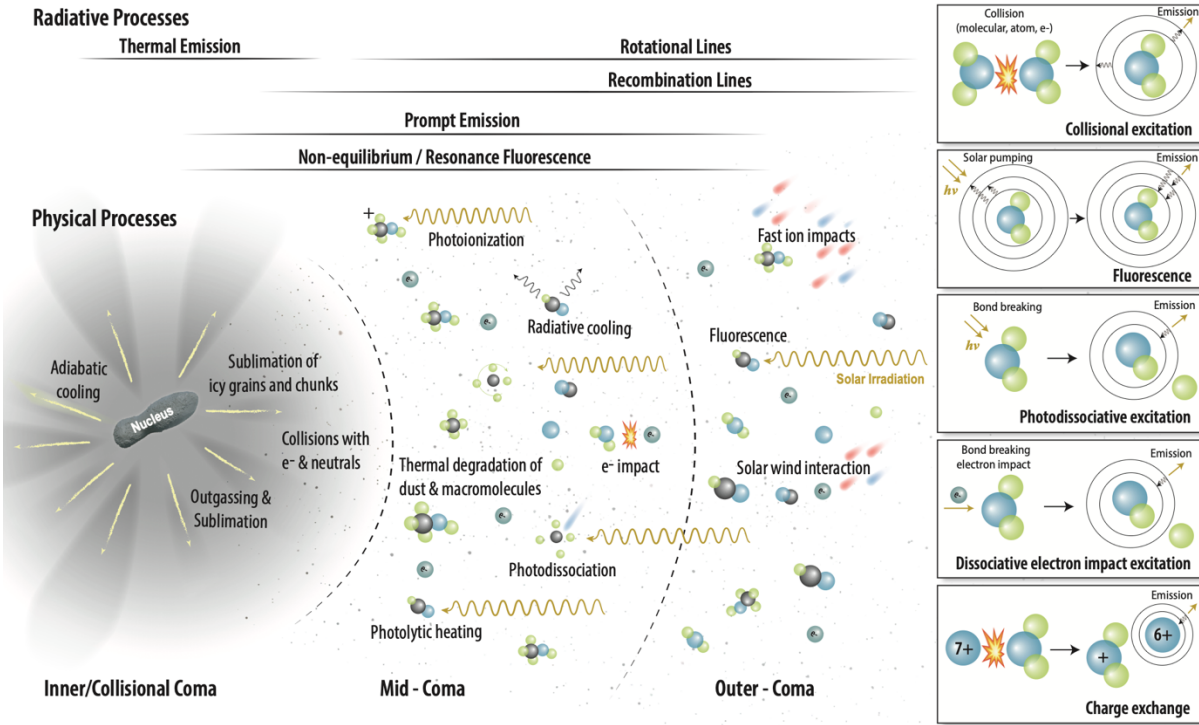 Radiative Processes
Thermal Emission
Rotational Lines
Recombination Lines
Prompt Emission
Non-equilibrium / Resonance Fluorescence
Physical Processes
Adiabatic
cooling
Nucleus
Sublimation of
icy grains and chunks
Collisions with
e- & neutrals
Outgassing &
Sublimation
Inner/Collisional Coma
+
Photoionization
e-
Radiative cooling
e-
Thermal degradation of
dust & macromolecules
e- impact
e-
e-
Photodissociation
e-
Photolytic heating
e-
Mid - Coma
Fast ion impacts
e-
Fluorescence
Solar Irradiation
e-
Solar wind interaction
e-
e-
Outer - Coma
Collision
(molecular, atom, e-)
Emission
Collisional excitation
Solar pumping
hν
Emission
Fluorescence
Bond breaking
hν
Emission
Photodissociative excitation
Bond breaking
electron impact
e-
Emission
Dissociative electron impact excitation
7+
+
6+
Emission
Charge exchange